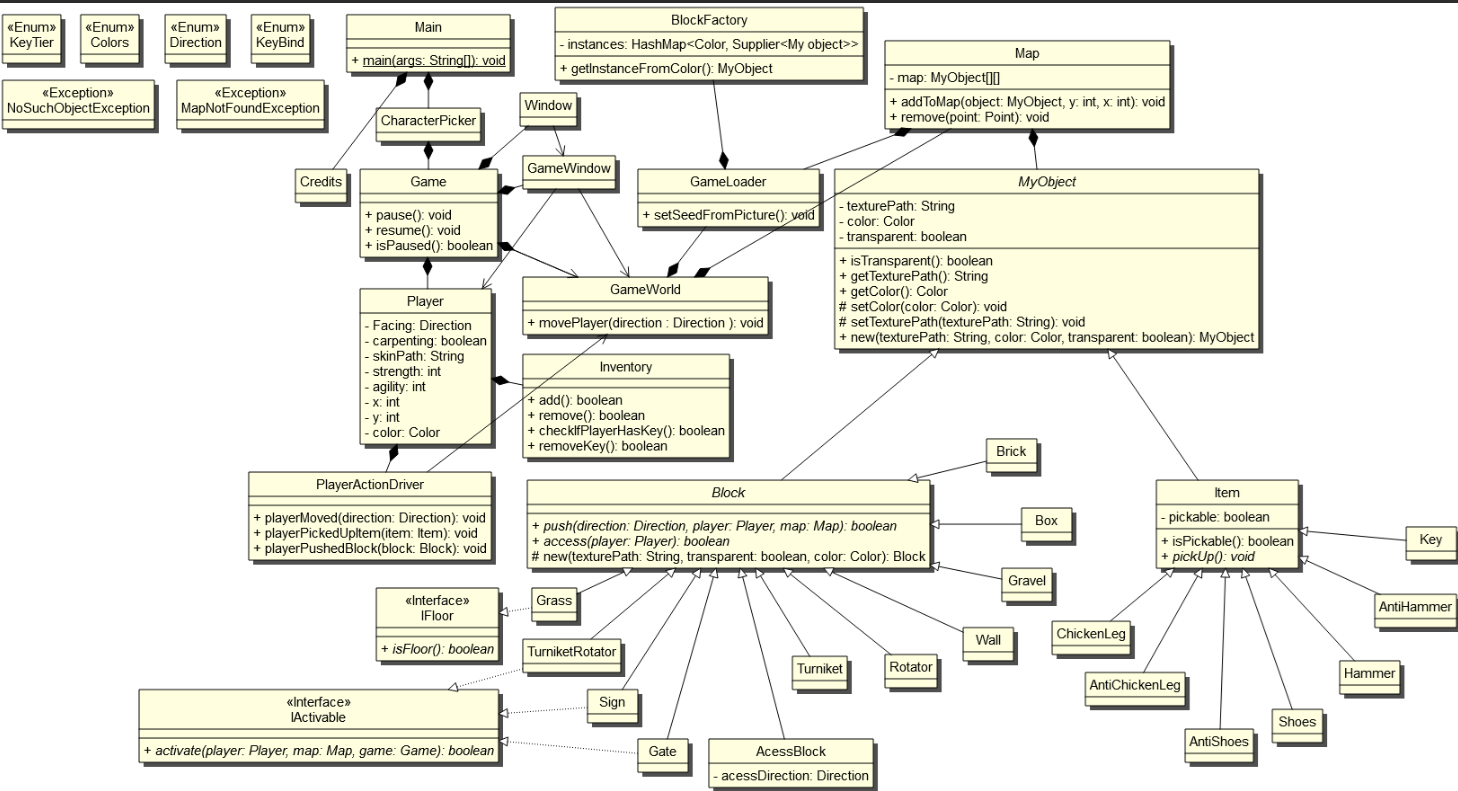 «Enum»
KeyTier
«Enum»
Colors
«Enum»
Direction
«Enum»
KeyBind
«Exception»
NoSuchObjectException
«Exception»
MapNotFoundException
Main
+ main(args: String[]): void
BlockFactory
- instances: HashMap<Color, Supplier<My object>>
+ getInstanceFromColor(): MyObject
Map
- map: MyObject[][]
+ addToMap(object: MyObject, y: int, x: int): void
+ remove(point: Point): void
CharacterPicker
Window
Credits
Game
+ pause(): void
+ resume(): void
+ isPaused(): boolean
GameWindow
GameLoader
+ setSeedFromPicture(): void
MyObject
- texturePath: String
- color: Color
- transparent: boolean
+ isTransparent(): boolean
+ getTexturePath(): String
+ getColor(): Color
# setColor(color: Color): void
# setTexturePath(texturePath: String): void
+ new(texturePath: String, color: Color, transparent: boolean): MyObject
Player
- Facing: Direction
- carpenting: boolean
- skinPath: String
- strength: int
- agility: int
- x: int
- y: int
- color: Color
GameWorld
+ movePlayer(direction : Direction ): void
Inventory
+ add(): boolean
+ remove(): boolean
+ checkIfPlayerHasKey(): boolean
+ removeKey(): boolean
PlayerActionDriver
+ playerMoved(direction: Direction): void
+ playerPickedUpItem(item: Item): void
+ playerPushedBlock(block: Block): void
Block
+ push(direction: Direction, player: Player, map: Map): boolean
+ access(player: Player): boolean
# new(texturePath: String, transparent: boolean, color: Color): Block
Brick
Box
Gravel
Item
- pickable: boolean
+ isPickable(): boolean
+ pickUp(): void
Key
AntiHammer
«Interface»
IFloor
+ isFloor(): boolean
Grass
TurniketRotator
Sign
Gate
AcessBlock
- acessDirection: Direction
Turniket
Rotator
Wall
ChickenLeg
AntiChickenLeg
AntiShoes
Shoes
Hammer
«Interface»
IActivable
+ activate(player: Player, map: Map, game: Game): boolean